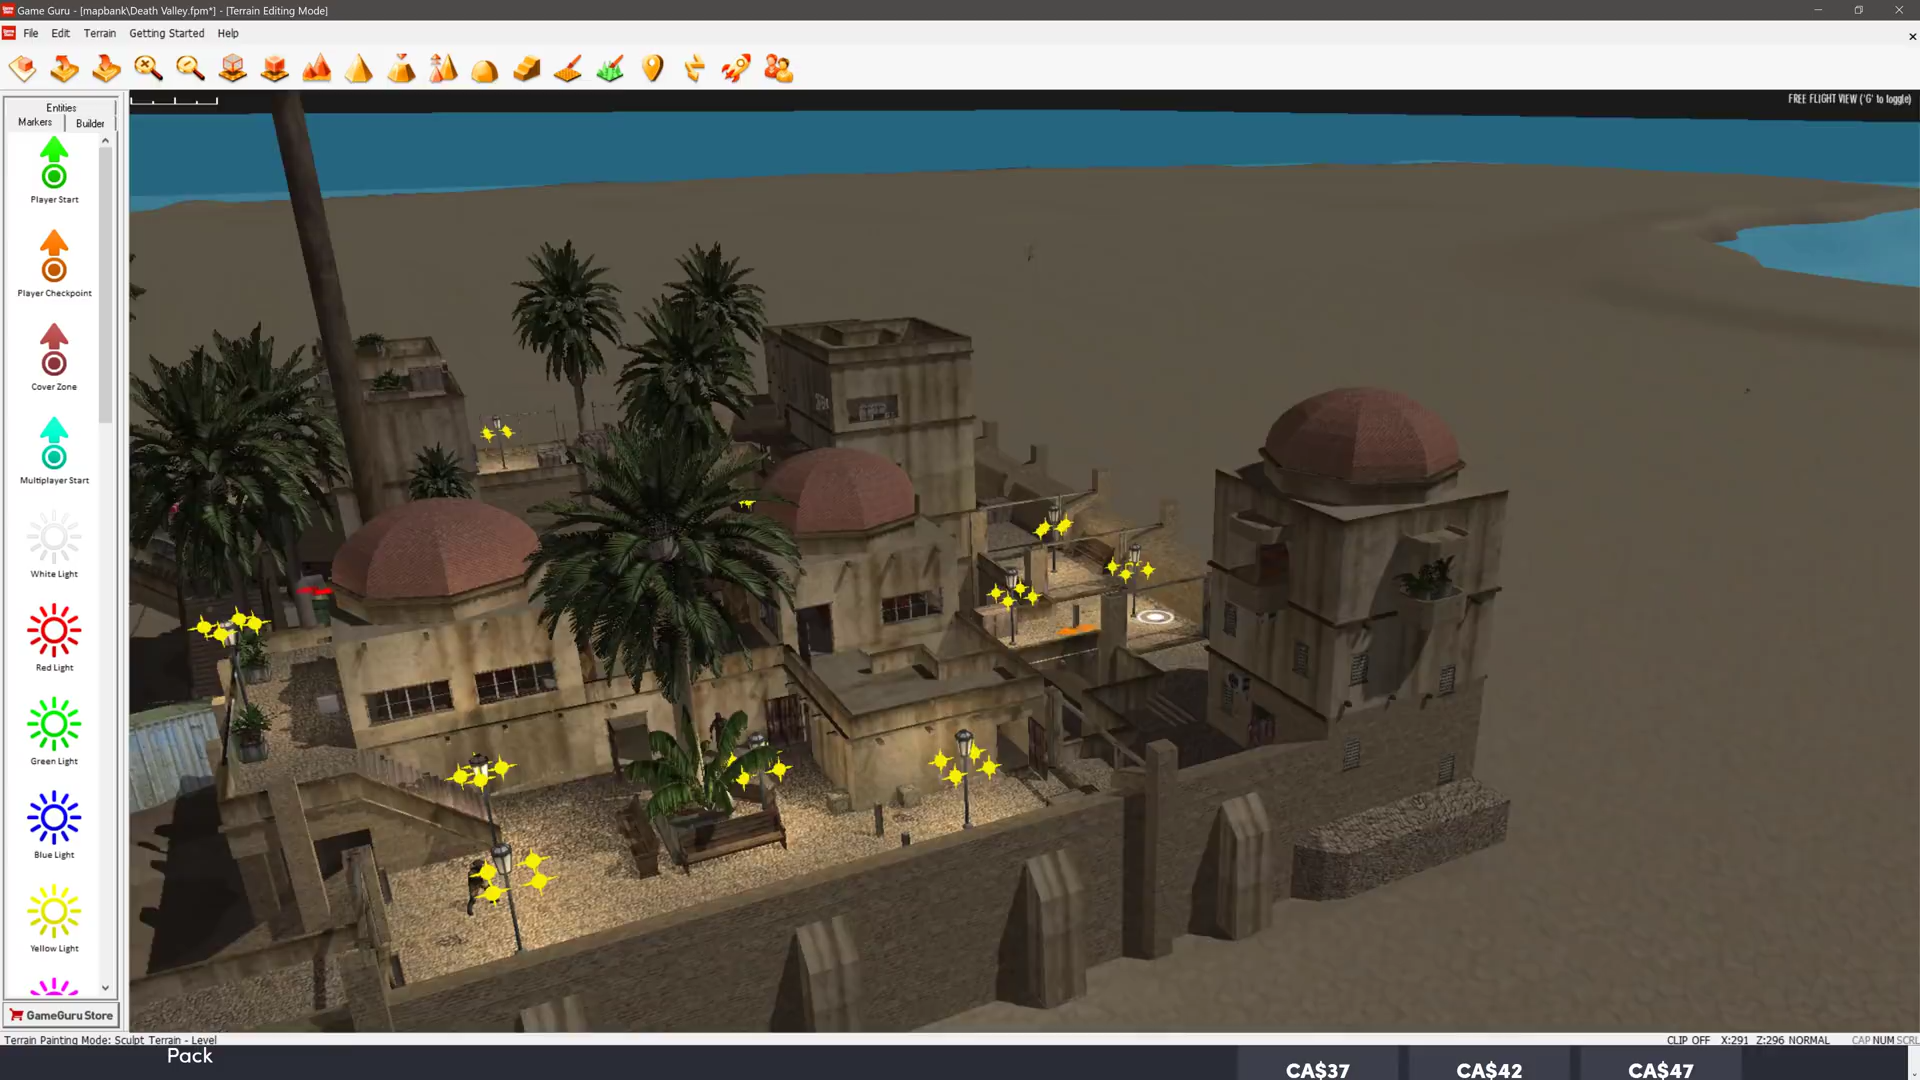 Game Guru - [mapbank\Death Valley.fpm*] - [Terrain Editing Mode]
File Edit Terrain Getting Started Help
FREE FLIGHT VIEW ('G' to toggle)
Entities
Markers Builder
Player Start
Player Checkpoint
Cover Zone
Multiplayer Start
White Light
Red Light
Green Light
Blue Light
Yellow Light
GameGuru Store
Terrain Painting Mode: Sculpt Terrain - Level
CLIP OFF X:291 Z:296 NORMAL CAP NUM SCRL
Pack
CA$37 CA$42 CA$47